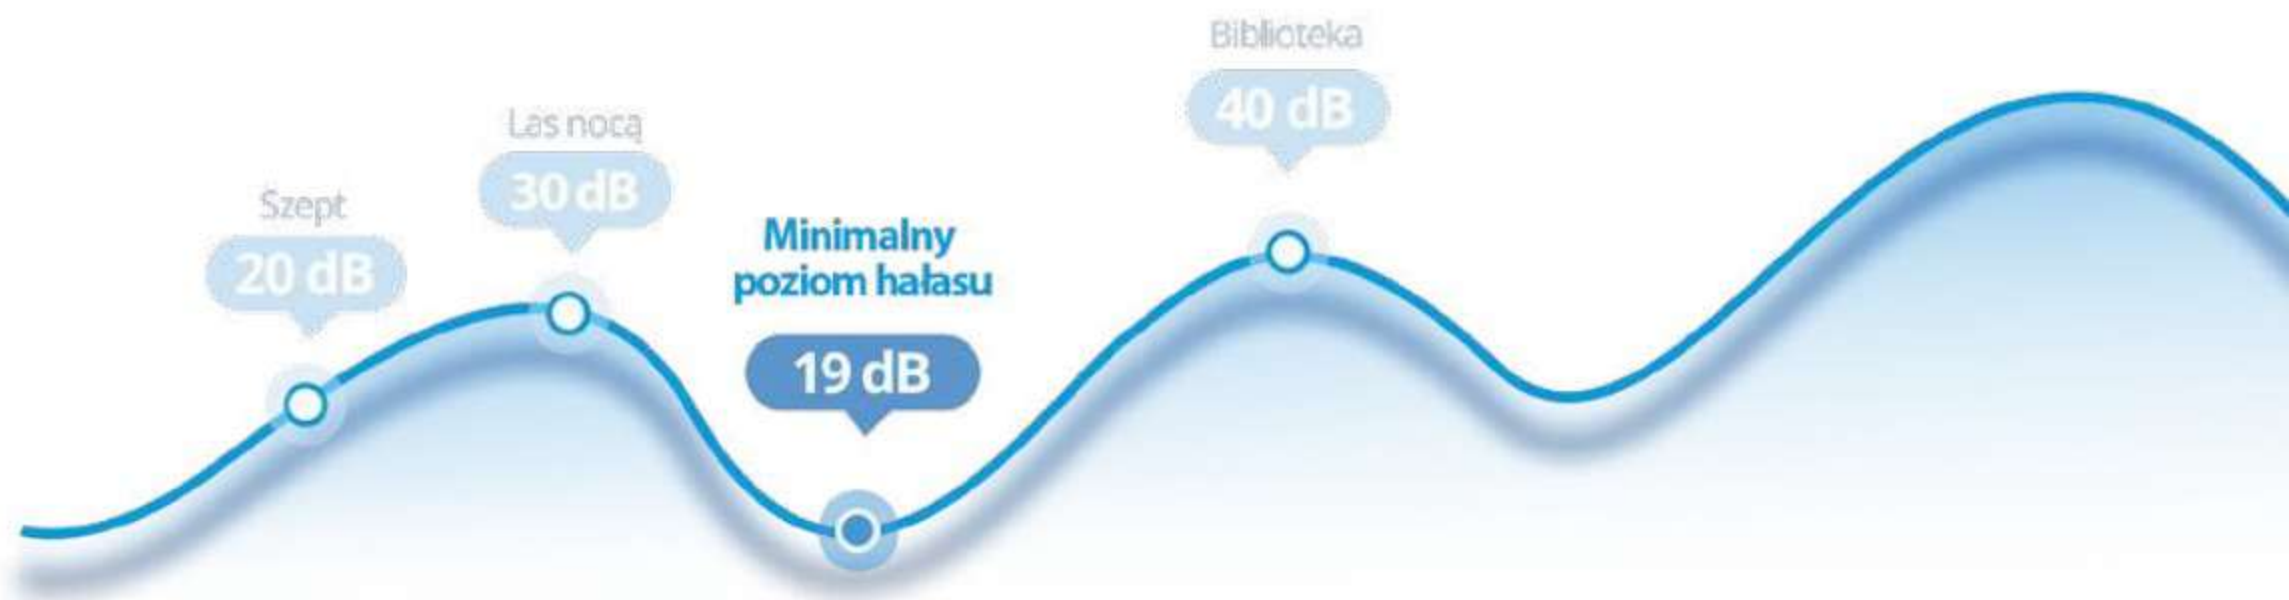 Biblioteka
40 dB
Las nocą
30 dB
Szept
20 dB
Minimalny
poziom hałasu
19 dB